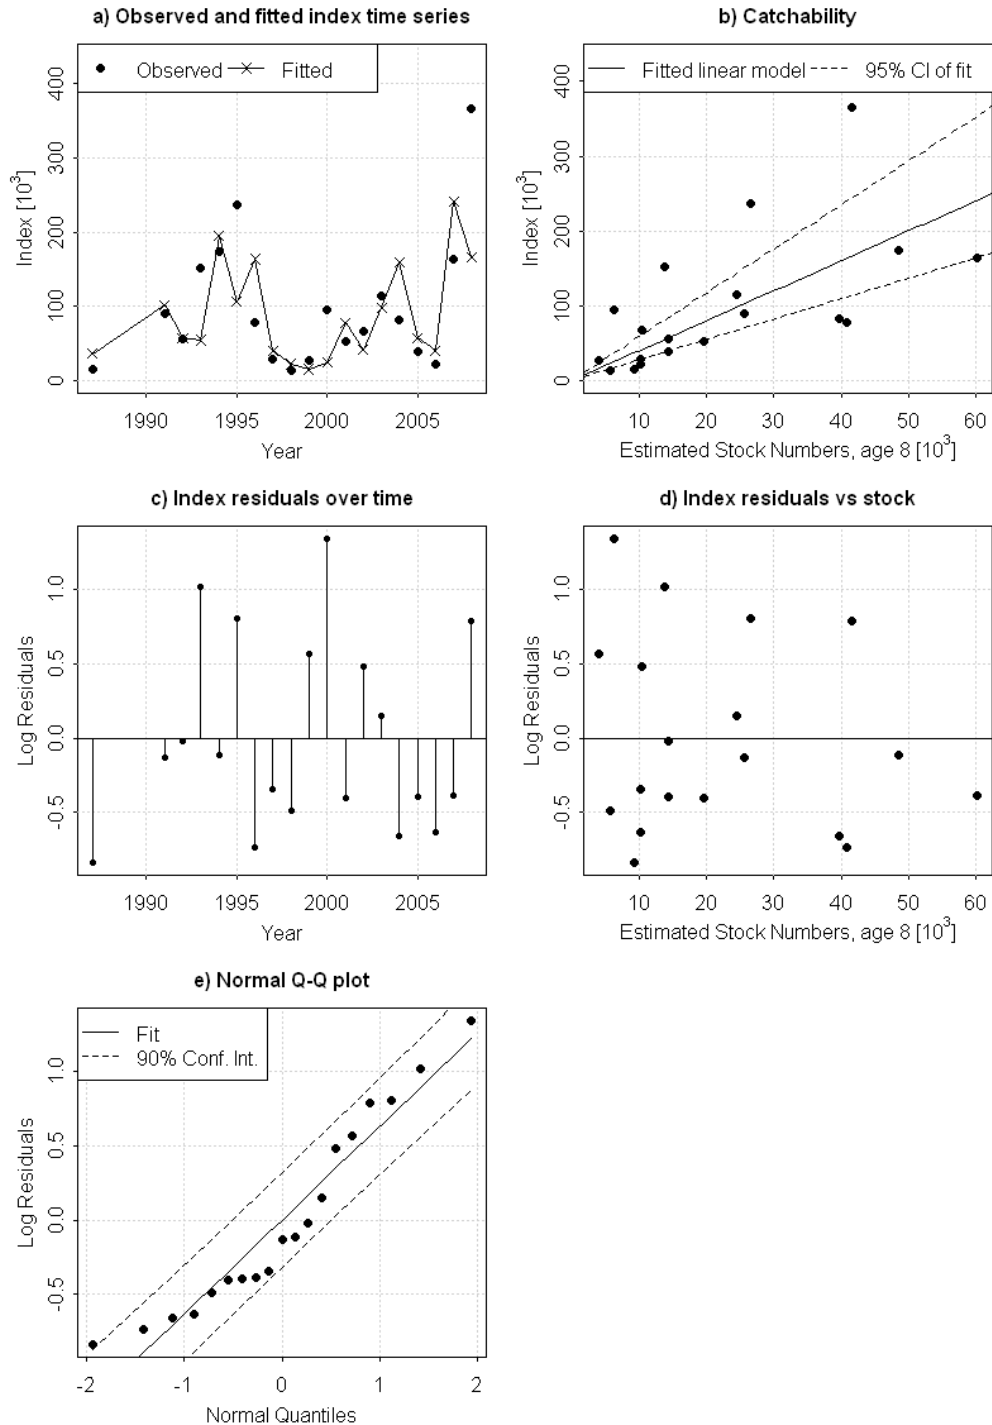 a) Observed and fitted index time series
Observed Fitted
Index [10³]
0 100 200 300 400
1990 1995 2000 2005
Year
b) Catchability
Fitted linear model 95% CI of fit
Index [10³]
0 100 200 300 400
10 20 30 40 50 60
Estimated Stock Numbers, age 8 [10³]
c) Index residuals over time
Log Residuals
-0.5 0.0 0.5 1.0
1990 1995 2000 2005
Year
d) Index residuals vs stock
Log Residuals
-0.5 0.0 0.5 1.0
10 20 30 40 50 60
Estimated Stock Numbers, age 8 [10³]
e) Normal Q-Q plot
Fit
90% Conf. Int.
Log Residuals
-0.5 0.0 0.5 1.0
-2 -1 0 1 2
Normal Quantiles